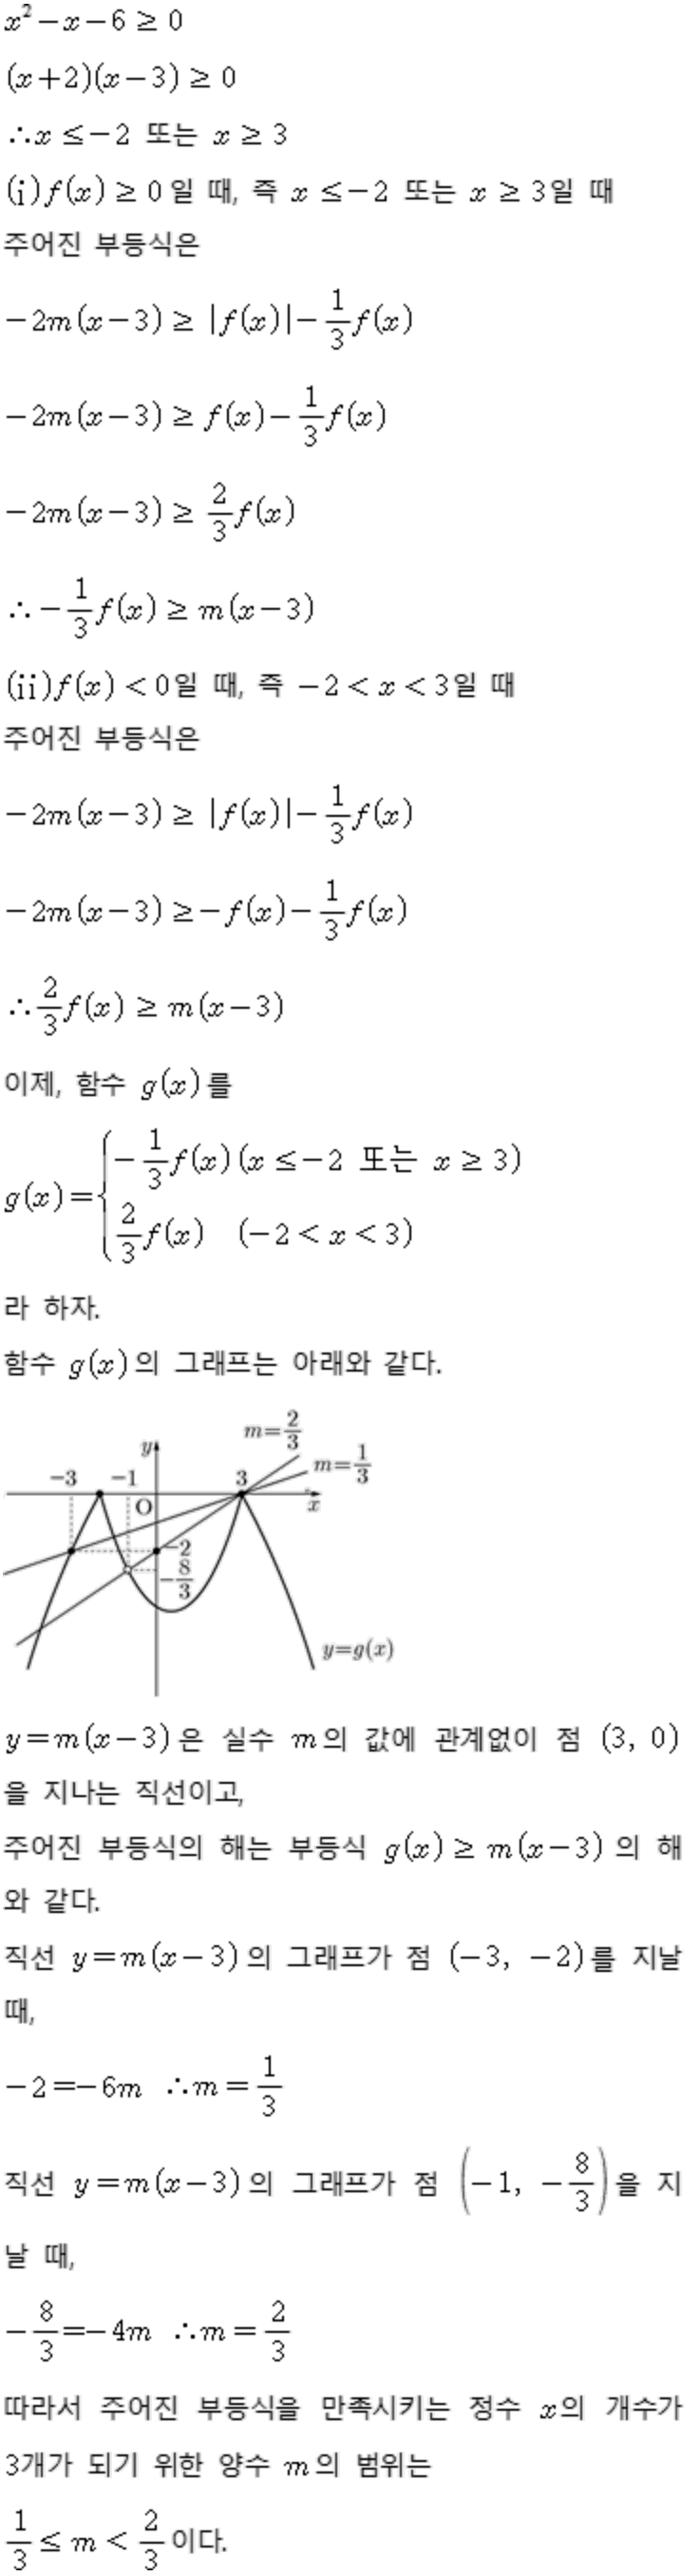 x²−x−6 ≥ 0
(x+2)(x−3) ≥ 0
∴x ≤ −2 또는 x ≥ 3
(i) f(x) ≥ 0일 때, 즉 x ≤ −2 또는 x ≥ 3일 때
주어진 부등식은
−2m(x−3) ≥ |f(x)|−1/3 f(x)
−2m(x−3) ≥ f(x)−1/3 f(x)
−2m(x−3) ≥ 2/3 f(x)
∴−1/3 f(x) ≥ m(x−3)
(ii) f(x) < 0일 때, 즉 −2 < x < 3일 때
주어진 부등식은
−2m(x−3) ≥ |f(x)|−1/3 f(x)
−2m(x−3) ≥ −f(x)−1/3 f(x)
∴2/3 f(x) ≥ m(x−3)
이제, 함수 g(x)를
g(x)={ −1/3 f(x) (x ≤ −2 또는 x ≥ 3)
2/3 f(x) (−2 < x < 3)
라 하자.
함수 g(x)의 그래프는 아래와 같다.
m=2/3
y
−3
−1
3
m=1/3
O
x
−2
−8/3
y=g(x)
y=m(x−3)은 실수 m의 값에 관계없이 점 (3, 0)
을 지나는 직선이고,
주어진 부등식의 해는 부등식 g(x) ≥ m(x−3)의 해
와 같다.
직선 y=m(x−3)의 그래프가 점 (−3, −2)를 지날
때,
−2=−6m ∴m=1/3
직선 y=m(x−3)의 그래프가 점 (−1, −8/3)을 지
날 때,
−8/3=−4m ∴m=2/3
따라서 주어진 부등식을 만족시키는 정수 x의 개수가
3개가 되기 위한 양수 m의 범위는
1/3 ≤ m < 2/3 이다.